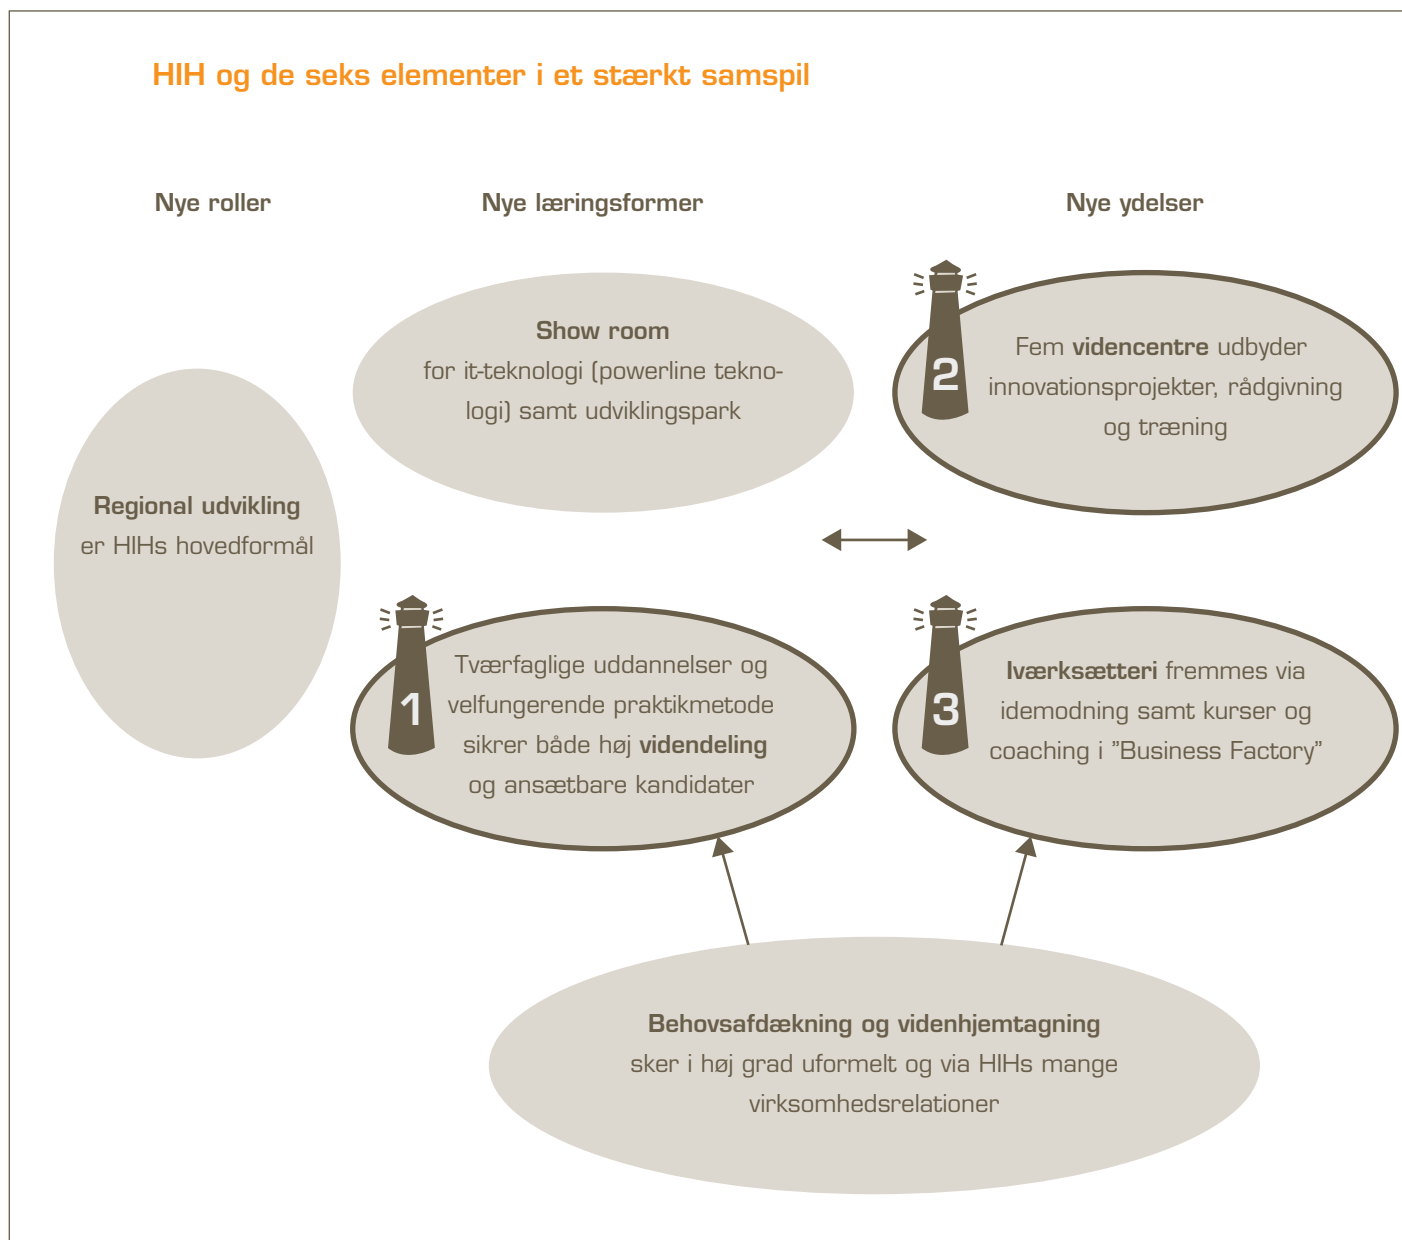 HIH og de seks elementer i et stærkt samspil
Nye roller
Nye læringsformer
Nye ydelser
Regional udvikling
er HIHs hovedformål
Show room
for it-teknologi (powerline tekno-
logi) samt udviklingspark
2
Fem videncentre udbyder
innovationsprojekter, rådgivning
og træning
1
Tværfaglige uddannelser og
velfungerende praktikmetode
sikrer både høj videndeling
og ansætbare kandidater
3
Iværksætteri fremmes via
idemodning samt kurser og
coaching i ”Business Factory”
Behovsafdækning og videnhjemtagning
sker i høj grad uformelt og via HIHs mange
virksomhedsrelationer